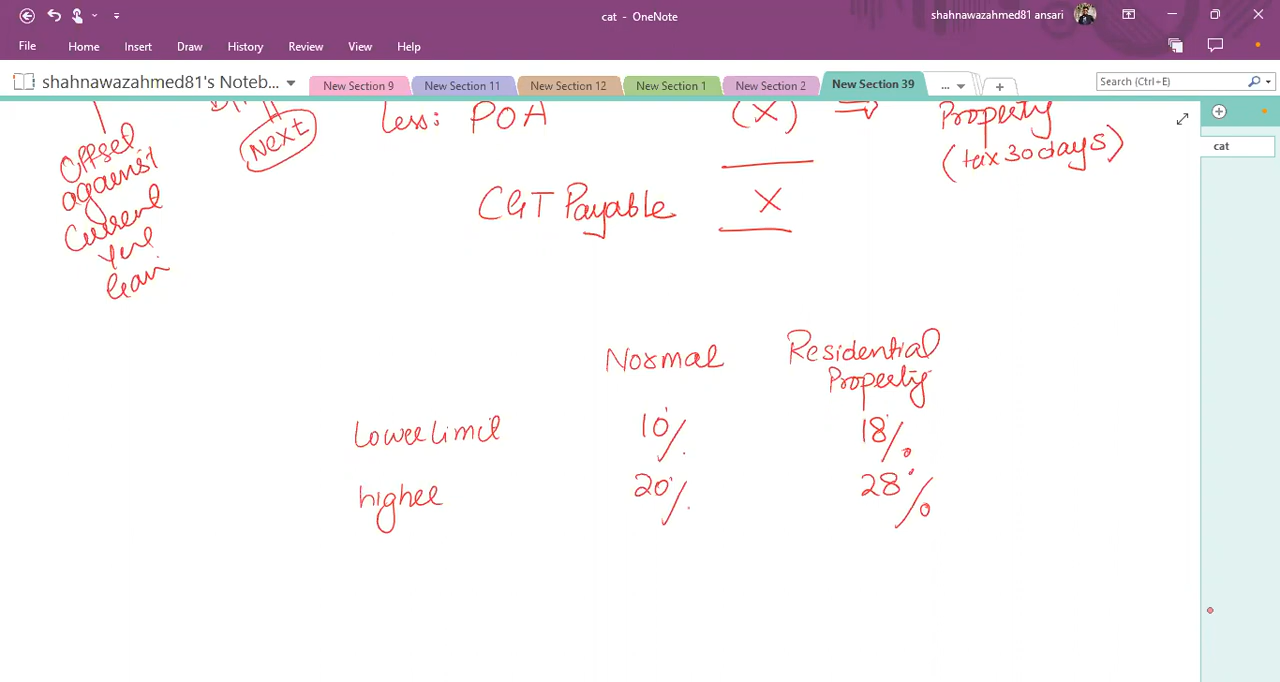 cat - OneNote
shahnawazahmed81 ansari
File Home Insert Draw History Review View Help
shahnawazahmed81's Noteb... New Section 9 New Section 11 New Section 12 New Section 1 New Section 2 New Section 39 ... Search (Ctrl+E)
cat
Less: POA (X) ⇒ Property
(tax 30 days)
Next
Offset
against
Current
CGT Payable X
Normal Residential
Property
Lower limit 10% 18%
higher 20% 28%